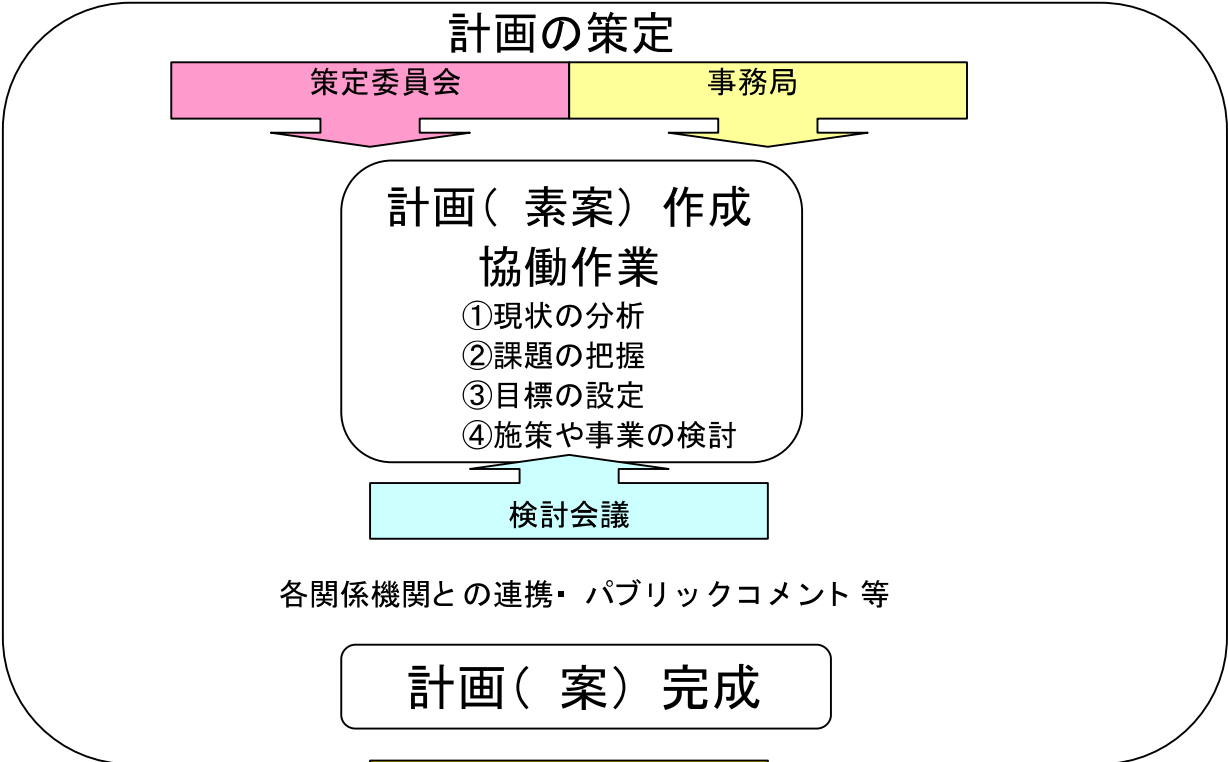 計画の策定
策定委員会
事務局
計画( 素案) 作成
協働作業
①現状の分析
②課題の把握
③目標の設定
④施策や事業の検討
検討会議
各関係機関との連携・ パブリックコメント 等
計画( 案) 完成